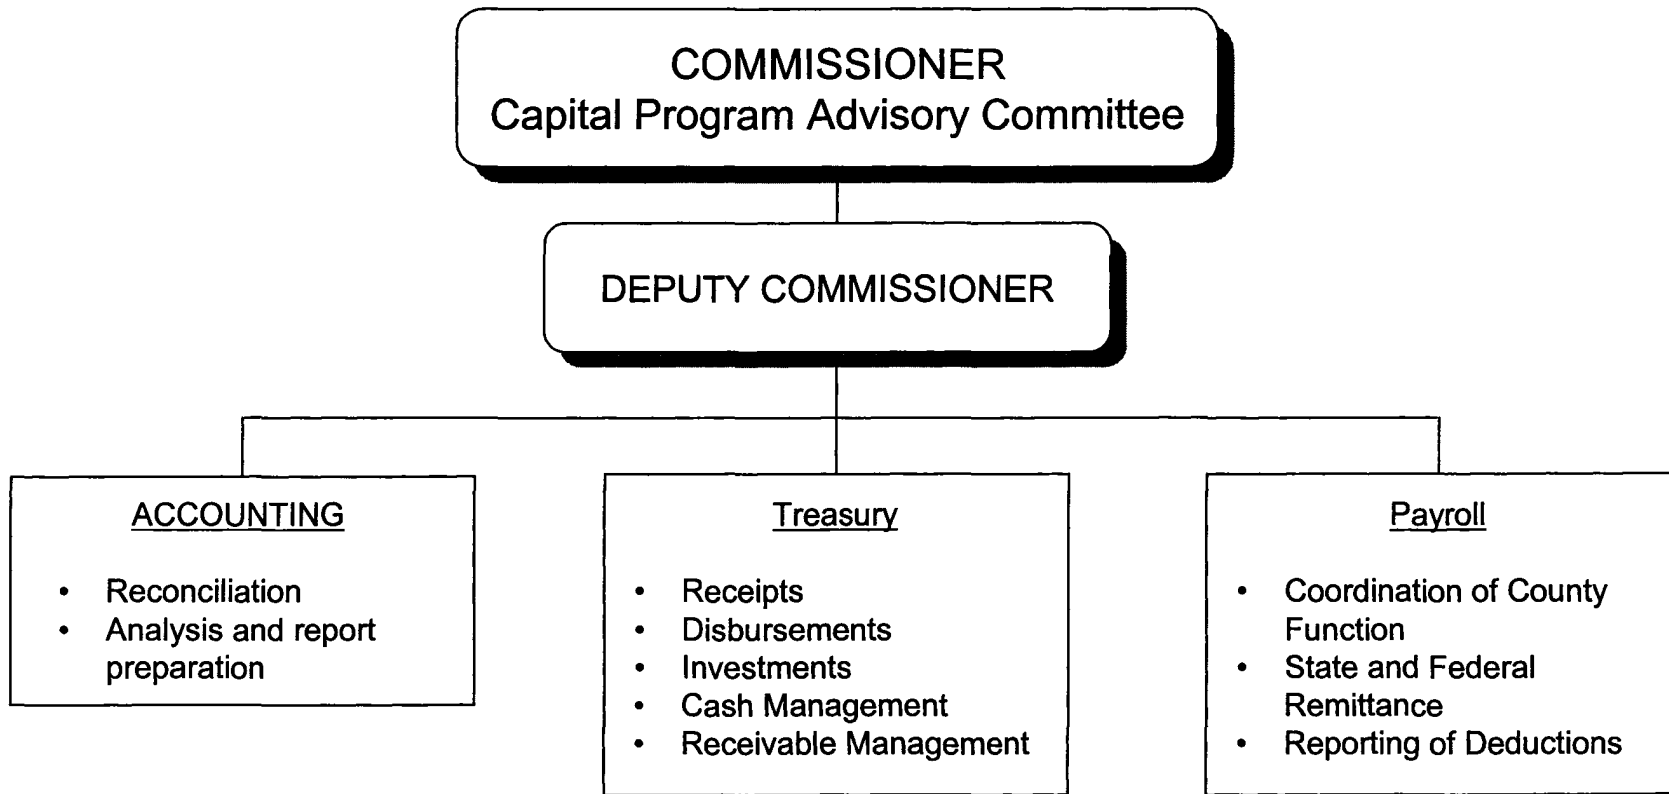 COMMISSIONER
Capital Program Advisory Committee
DEPUTY COMMISSIONER
ACCOUNTING
• Reconciliation
• Analysis and report
preparation
Treasury
• Receipts
• Disbursements
• Investments
• Cash Management
• Receivable Management
Payroll
• Coordination of County
Function
• State and Federal
Remittance
• Reporting of Deductions